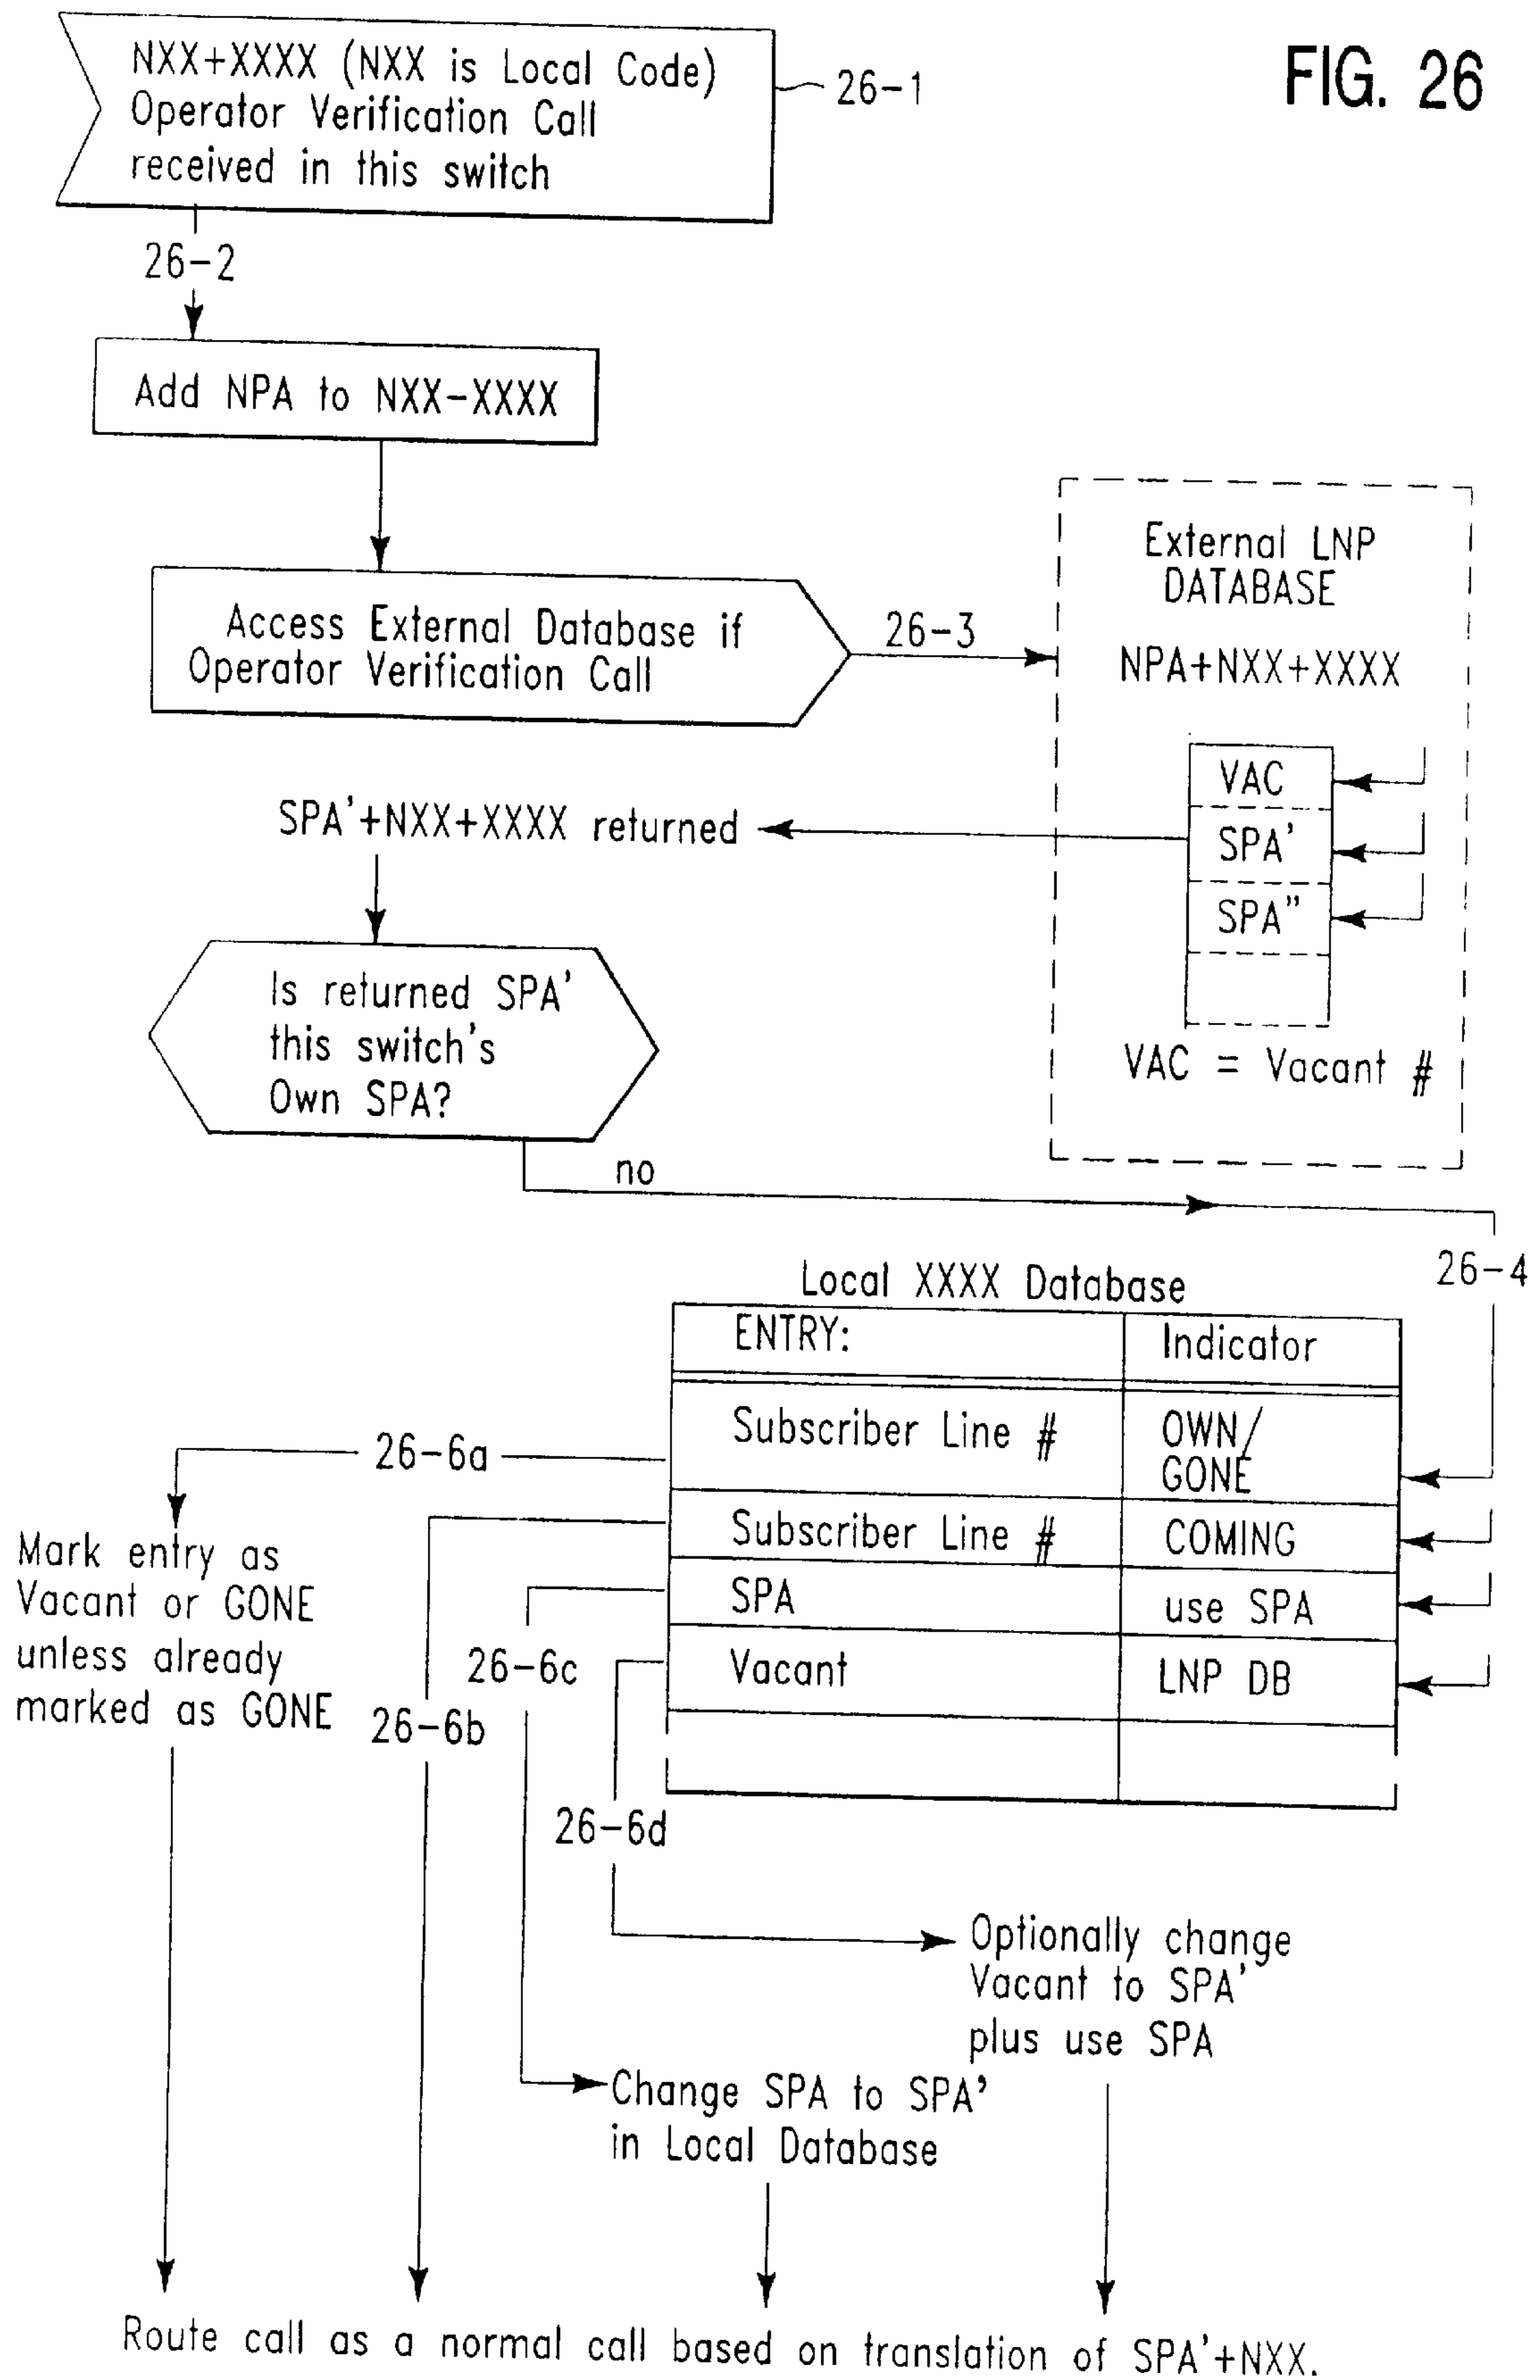 FIG. 26
NXX+XXXX (NXX is Local Code)
Operator Verification Call
received in this switch
26-1
26-2
Add NPA to NXX-XXXX
Access External Database if
Operator Verification Call
26-3
External LNP
DATABASE
NPA+NXX+XXXX
VAC
SPA'
SPA"
VAC = Vacant #
SPA'+NXX+XXXX returned
Is returned SPA'
this switch's
Own SPA?
no
26-4
Local XXXX Database
ENTRY: Indicator
Subscriber Line # OWN/
GONE
Subscriber Line # COMING
SPA use SPA
Vacant LNP DB
26-6a
Mark entry as
Vacant or GONE
unless already
marked as GONE
26-6b
26-6c
26-6d
Optionally change
Vacant to SPA'
plus use SPA
Change SPA to SPA'
in Local Database
Route call as a normal call based on translation of SPA'+NXX.